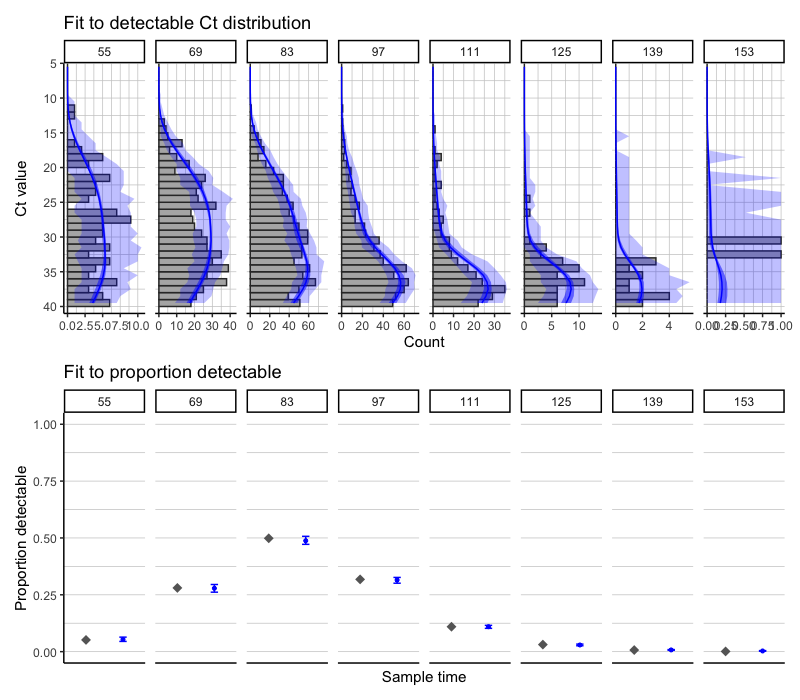 Fit to detectable Ct distribution
55 69 83 97 111 125 139 153
5
10
15
20
25
30
35
40
Ct value
0.0 2.5 5.0 7.5 10.0 0 10 20 30 40 0 20 40 60 0 20 40 60 0 10 20 30 0 5 10 0 2 4 0.00 0.25 0.50 0.75 1.00
Count
Fit to proportion detectable
55 69 83 97 111 125 139 153
1.00
0.75
0.50
0.25
0.00
Proportion detectable
Sample time